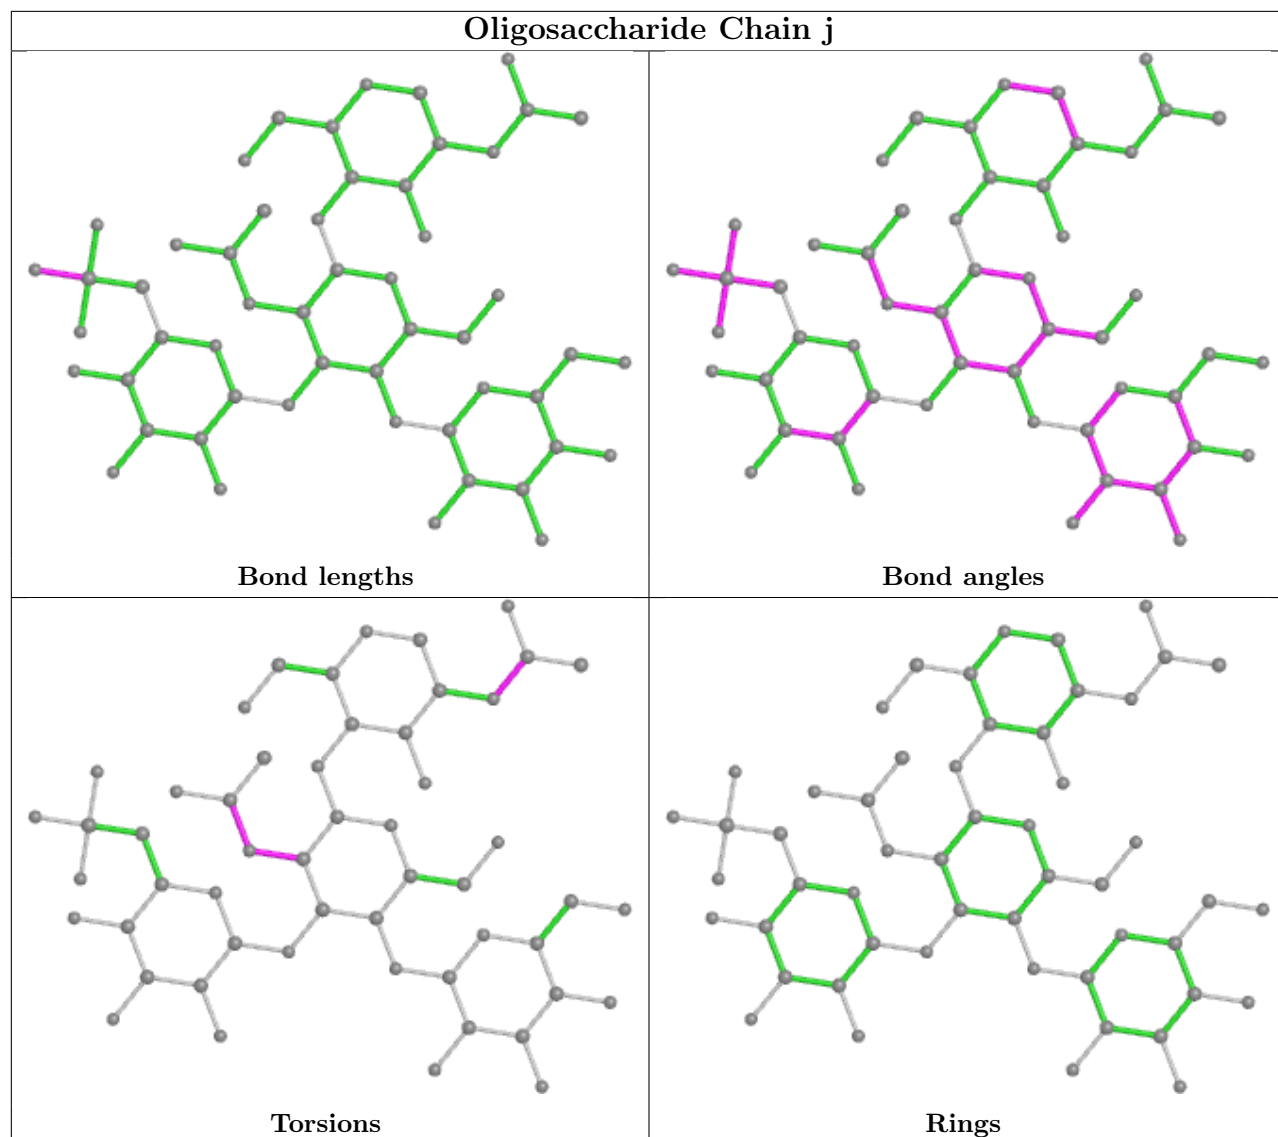 Oligosaccharide Chain j
Bond lengths
Bond angles
Torsions
Rings